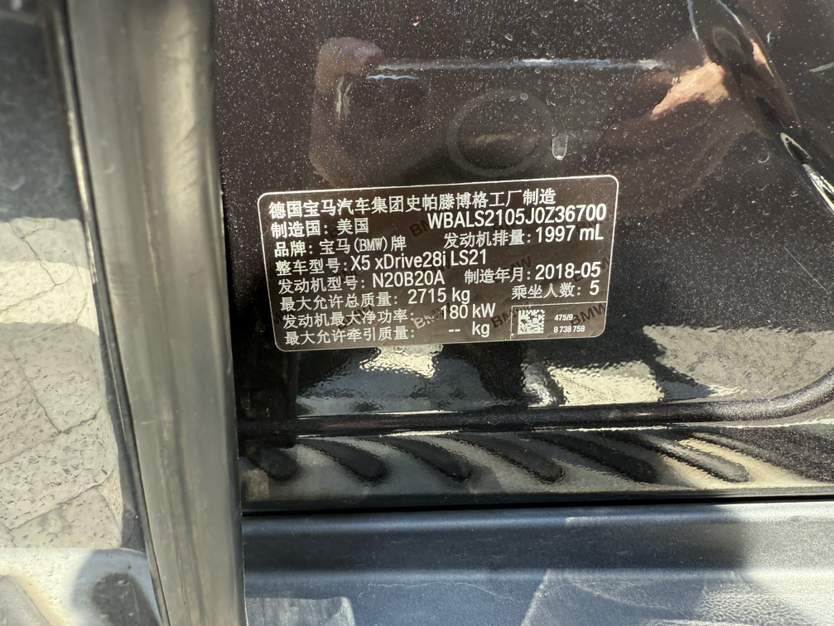 德国宝马汽车集团史帕滕博格工厂制造
制造国: 美国 WBALS2105J0Z36700
品牌: 宝马(BMW)牌 发动机排量: 1997 mL
整车型号: X5 xDrive28i LS21
发动机型号: N20B20A 制造年月: 2018-05
最大允许总质量: 2715 kg 乘坐人数: 5
发动机最大净功率: 180 kW
最大允许牵引质量: -- kg
475/9
8 738 758